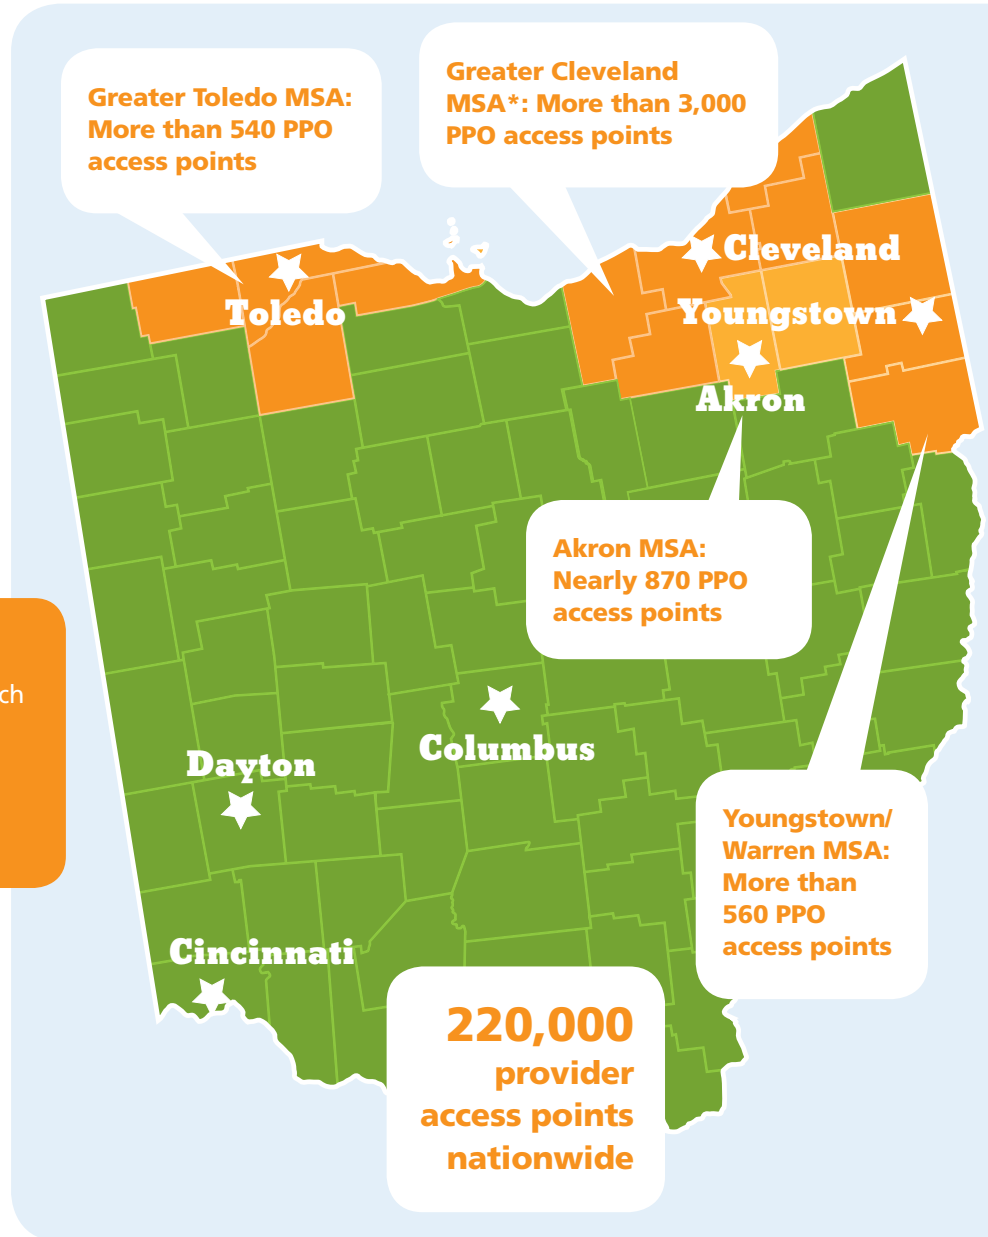 Greater Toledo MSA:
More than 540 PPO
access points
Greater Cleveland
MSA*: More than 3,000
PPO access points
Cleveland
Toledo
Youngstown
Akron
Akron MSA:
Nearly 870 PPO
access points
ch
Columbus
Dayton
Youngstown/
Warren MSA:
More than
560 PPO
access points
Cincinnati
220,000
provider
access points
nationwide